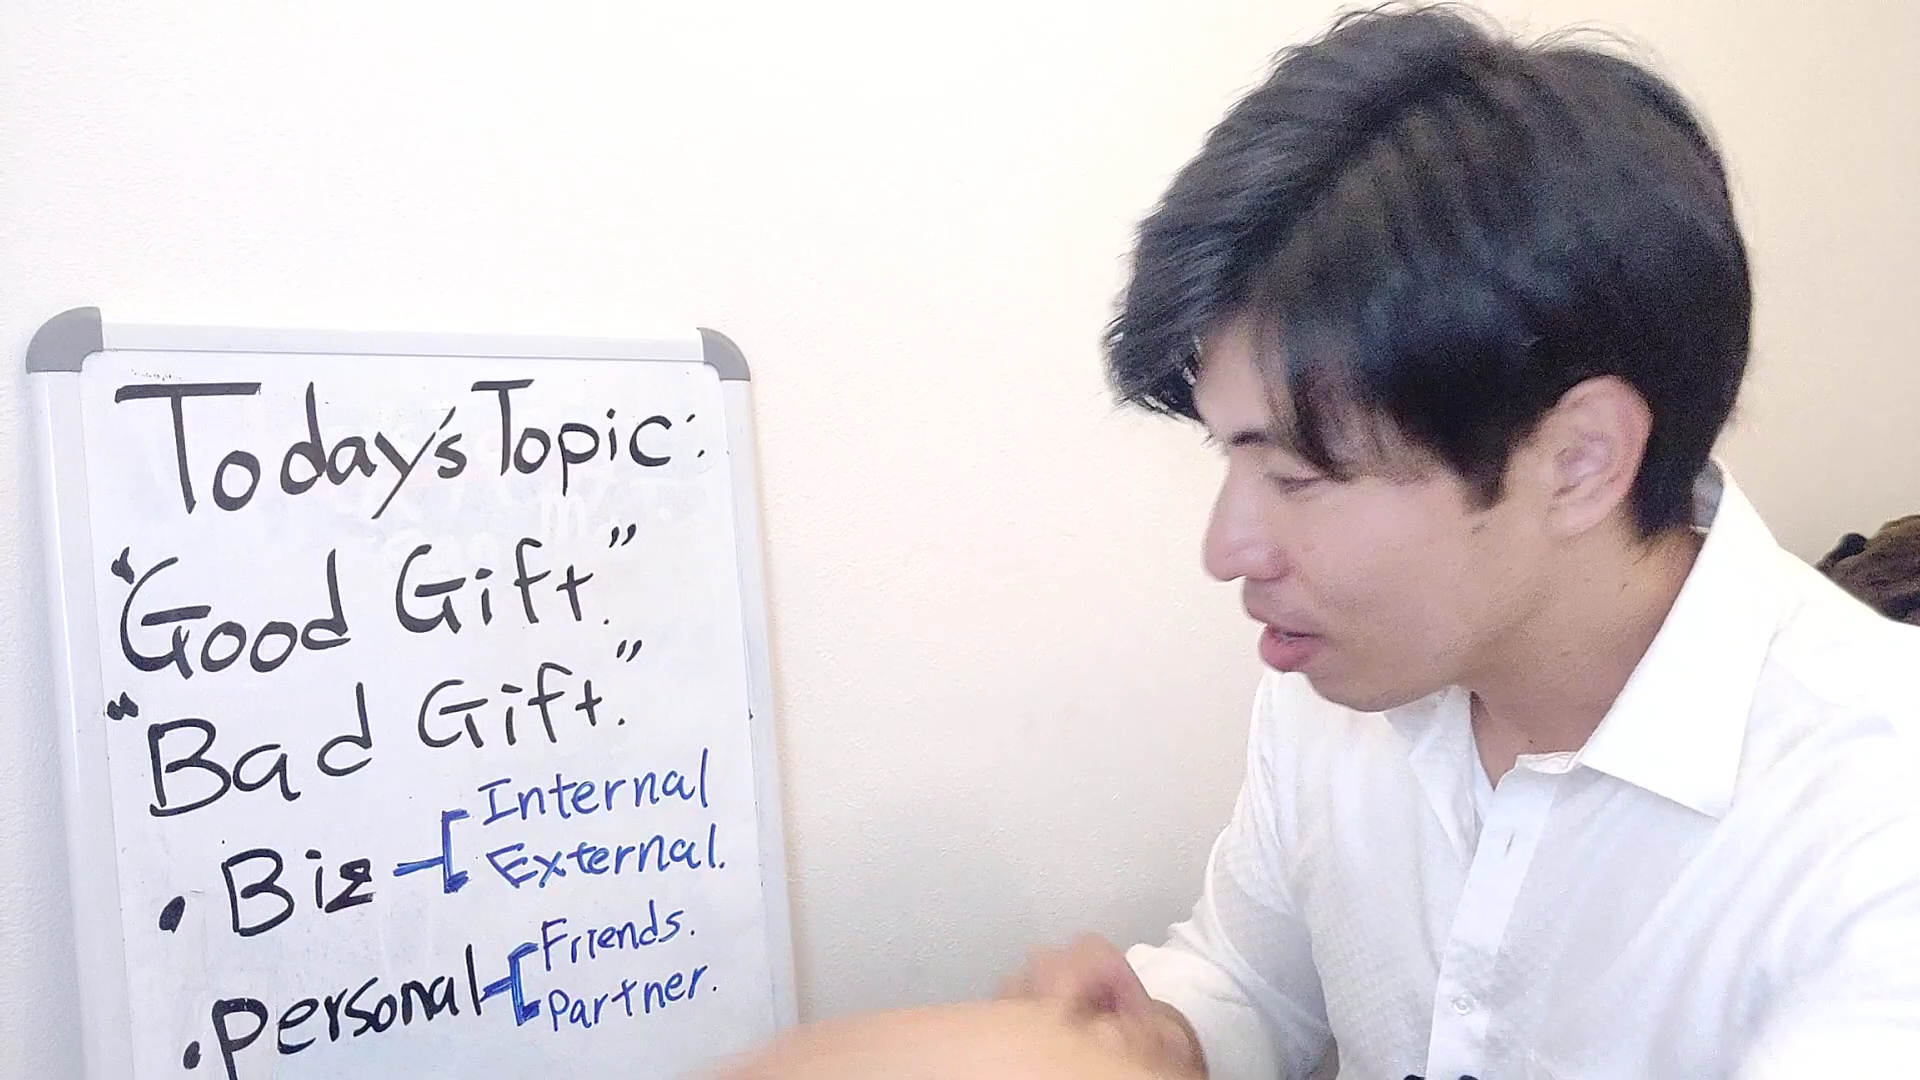 Today's Topic:
"Good Gift."
"Bad Gift."
• Biz Internal
External.
• personal Friends.
Partner.